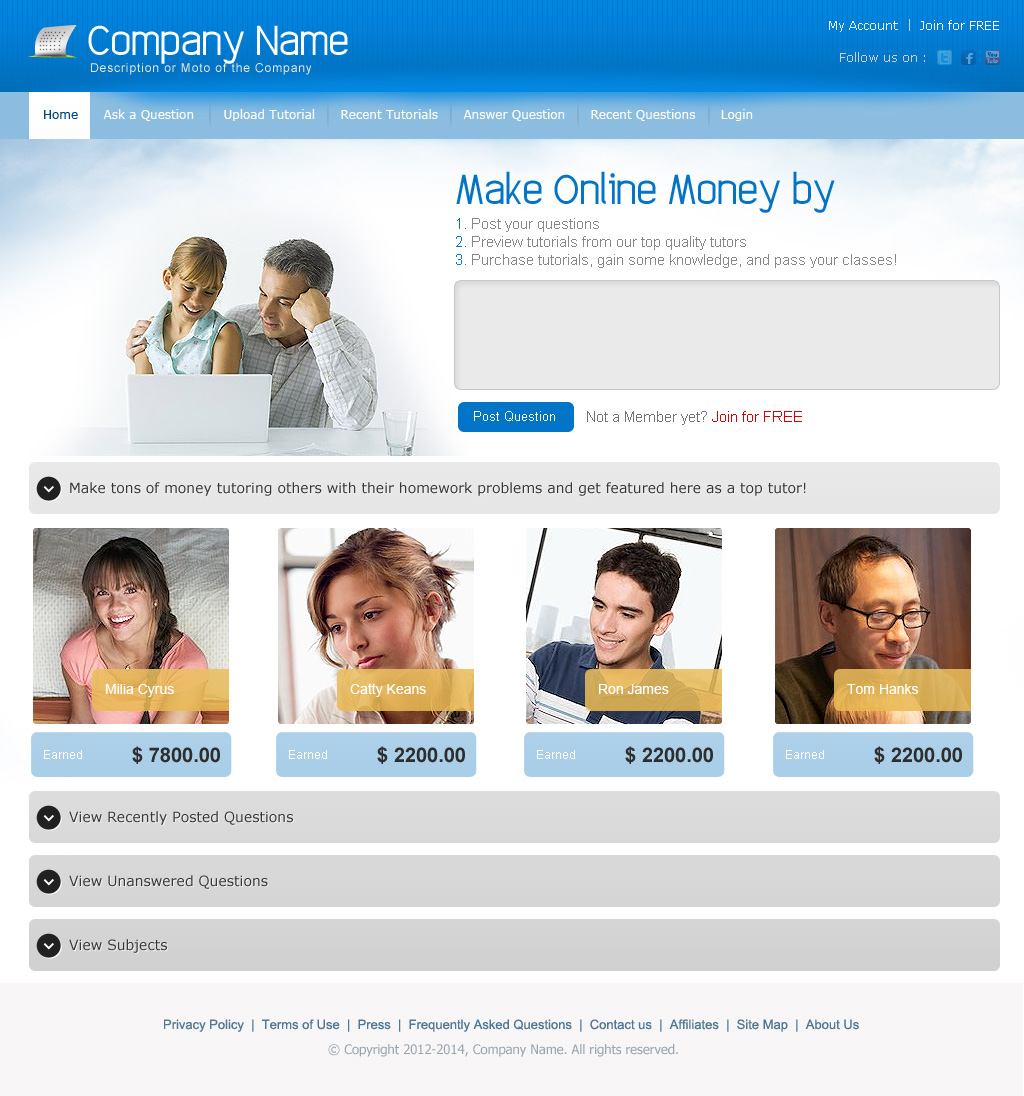 Company Name
Description or Moto of the Company
My Account | Join for FREE
Follow us on :
Home
Ask a Question
Upload Tutorial
Recent Tutorials
Answer Question
Recent Questions
Login
Make Online Money by
1. Post your questions
2. Preview tutorials from our top quality tutors
3. Purchase tutorials, gain some knowledge, and pass your classes!
Post Question
Not a Member yet? Join for FREE
Make tons of money tutoring others with their homework problems and get featured here as a top tutor!
Milia Cyrus
Catty Keans
Ron James
Tom Hanks
Earned $ 7800.00
Earned $ 2200.00
Earned $ 2200.00
Earned $ 2200.00
View Recently Posted Questions
View Unanswered Questions
View Subjects
Privacy Policy | Terms of Use | Press | Frequently Asked Questions | Contact us | Affiliates | Site Map | About Us
© Copyright 2012-2014, Company Name. All rights reserved.